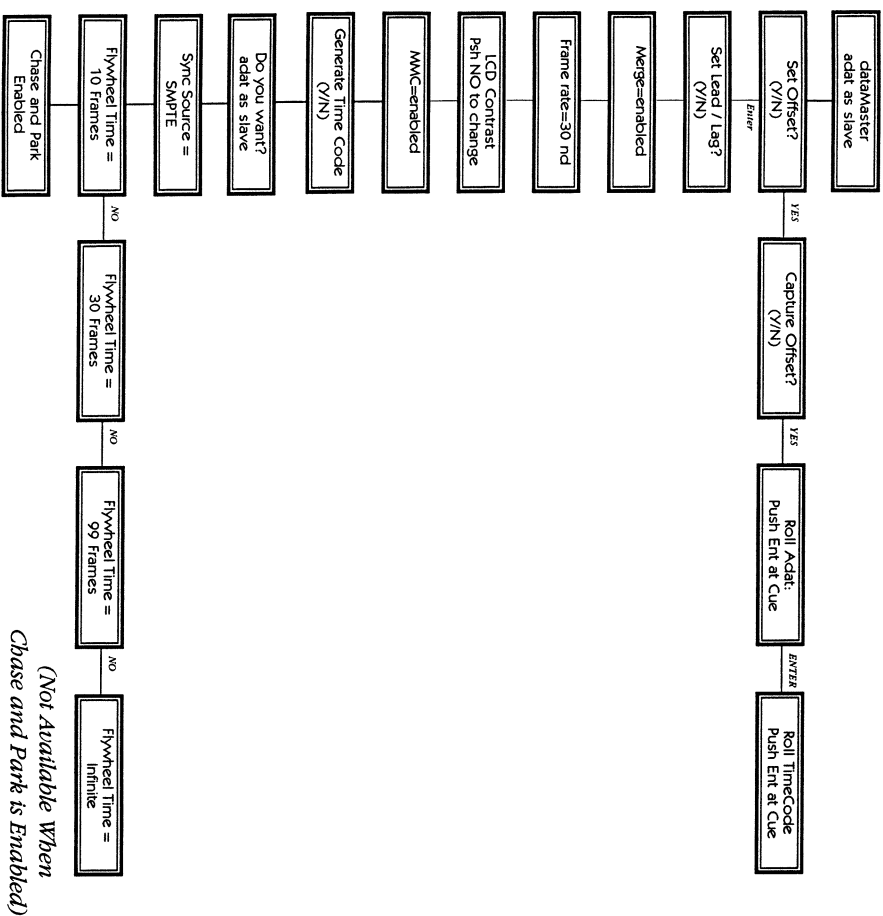 dataMaster
adat as slave
Set Offset?
(Y/N)
YES
Capture Offset?
(Y/N)
YES
Roll Adat:
Push Ent at Cue
ENTER
Roll TimeCode
Push Ent at Cue
Enter
Set Lead / Lag?
(Y/N)
Merge=enabled
Frame rate=30 nd
LCD Contrast
Psh NO to change
MMC=enabled
Generate Time Code
(Y/N)
Do you want?
adat as slave
Sync Source =
SMPTE
Flywheel Time =
10 Frames
NO
Flywheel Time =
30 Frames
NO
Flywheel Time =
99 Frames
NO
Flywheel Time =
Infinite
Chase and Park
Enabled
(Not Available When
Chase and Park is Enabled)